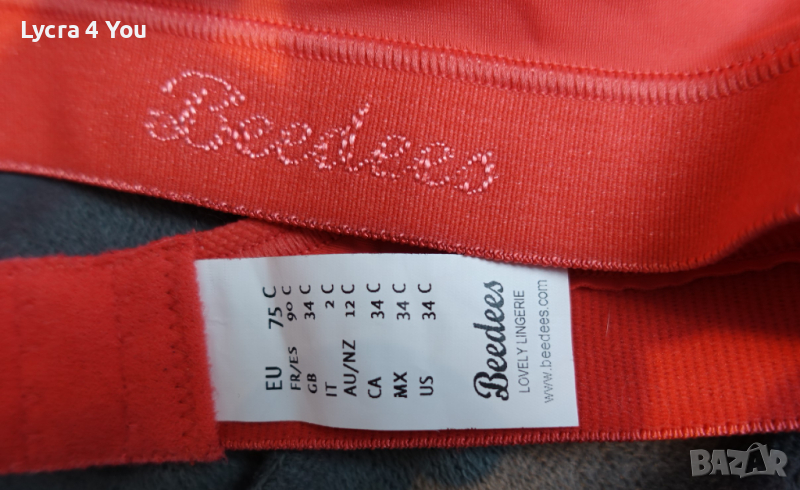 Lycra 4 You
Beedees
EU 75 C
FR/ES 90 C
GB 34 C
IT 2 C
AU/NZ 12 C
CA 34 C
MX 34 C
US 34 C
Beedees
LOVELY LINGERIE
www.beedees.com
BAZAR